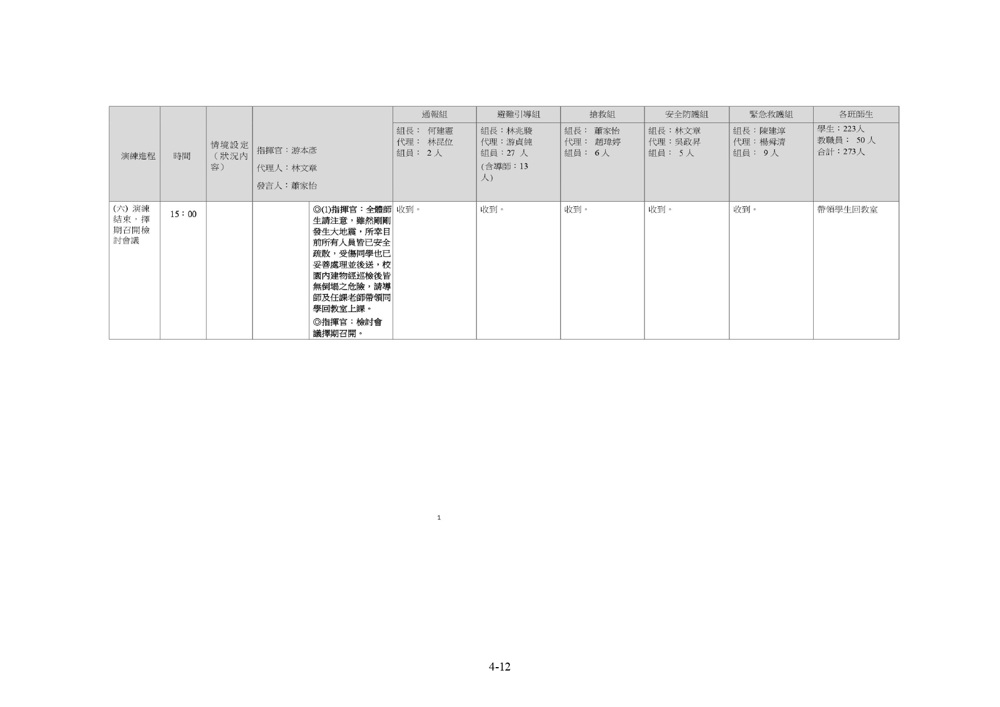 演練進程
時間
情境設定
（狀況內
容）
指揮官：游本彥
代理人：林文章
發言人：蕭家怡
通報組
組長： 何建憲
代理： 林昆位
組員： 2 人
避難引導組
組長：林兆駿
代理：游貞純
組員：27 人
(含導師：13
人)
搶救組
組長： 蕭家怡
代理： 趙瑋婷
組員： 6 人
安全防護組
組長：林文章
代理：吳政昇
組員： 5 人
緊急救護組
組長：陳建淳
代理：楊舜清
組員： 9 人
各班師生
學生：223人
教職員： 50 人
合計：273人
(六) 演練
結束，擇
期召開檢
討會議
15：00
◎(1)指揮官：全體師
生請注意，雖然剛剛
發生大地震，所幸目
前所有人員皆已安全
疏散，受傷同學也已
妥善處理並後送，校
園內建物經巡檢後皆
無倒塌之危險，請導
師及任課老師帶領同
學回教室上課。
◎指揮官：檢討會
議擇期召開。
收到。
收到。
收到。
收到。
收到。
帶領學生回教室
1
4-12